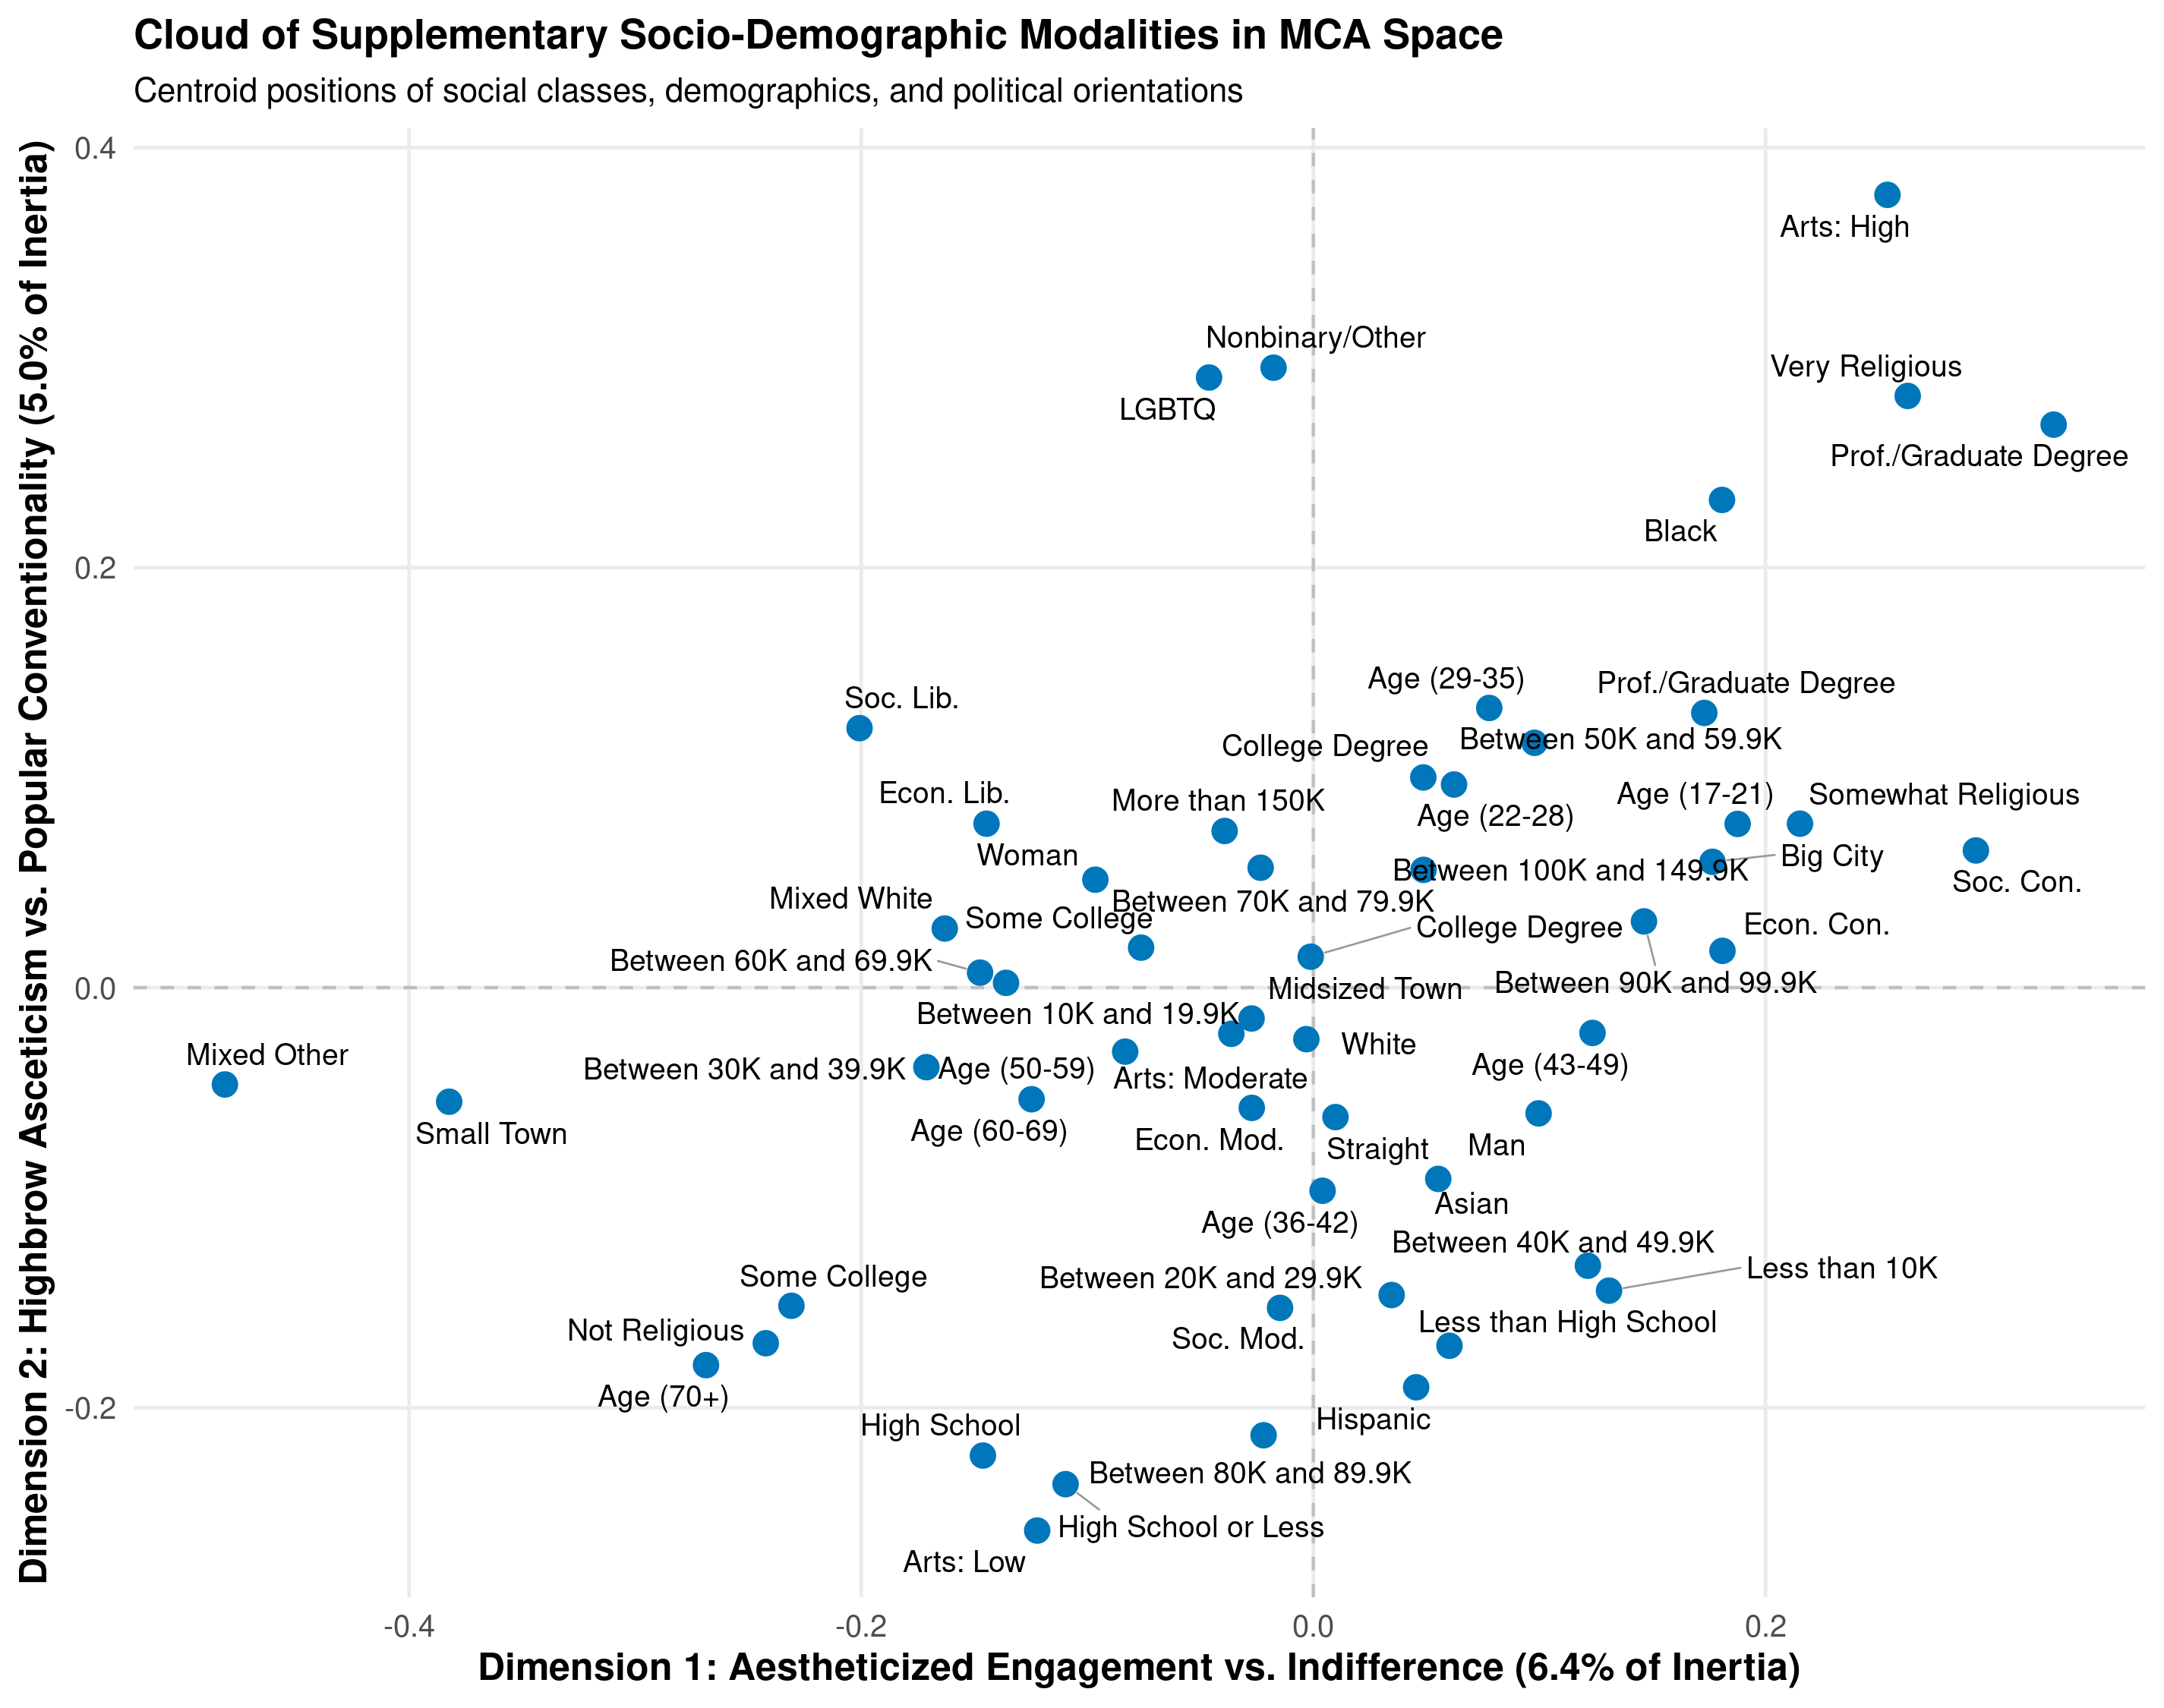 Cloud of Supplementary Socio-Demographic Modalities in MCA Space
Centroid positions of social classes, demographics, and political orientations
Dimension 2: Highbrow Asceticism vs. Popular Conventionality (5.0% of Inertia)
0.4
0.2
0.0
-0.2
Arts: High
Nonbinary/Other
LGBTQ
Very Religious
Prof./Graduate Degree
Black
Age (29-35)
Prof./Graduate Degree
Soc. Lib.
Between 50K and 59.9K
College Degree
Econ. Lib.
More than 150K
Age (22-28)
Age (17-21)
Somewhat Religious
Woman
Between 100K and 149.9K
Big City
Soc. Con.
Mixed White
Between 70K and 79.9K
Some College
College Degree
Econ. Con.
Between 60K and 69.9K
Midsized Town
Between 90K and 99.9K
Between 10K and 19.9K
White
Mixed Other
Between 30K and 39.9K
Age (50-59)
Arts: Moderate
Age (43-49)
Small Town
Age (60-69)
Econ. Mod.
Straight
Man
Asian
Age (36-42)
Between 40K and 49.9K
Less than 10K
Some College
Between 20K and 29.9K
Not Religious
Soc. Mod.
Less than High School
Age (70+)
High School
Hispanic
Between 80K and 89.9K
High School or Less
Arts: Low
-0.4
-0.2
0.0
0.2
Dimension 1: Aestheticized Engagement vs. Indifference (6.4% of Inertia)